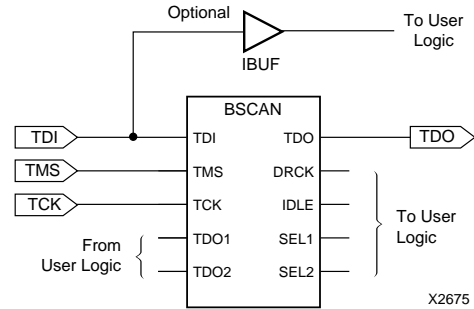 Optional
To User
Logic
IBUF
BSCAN
TDI
TDI
TDO
TDO
TMS
TMS
DRCK
TCK
TCK
IDLE
To User
Logic
From
User Logic
TDO1
SEL1
TDO2
SEL2
X2675